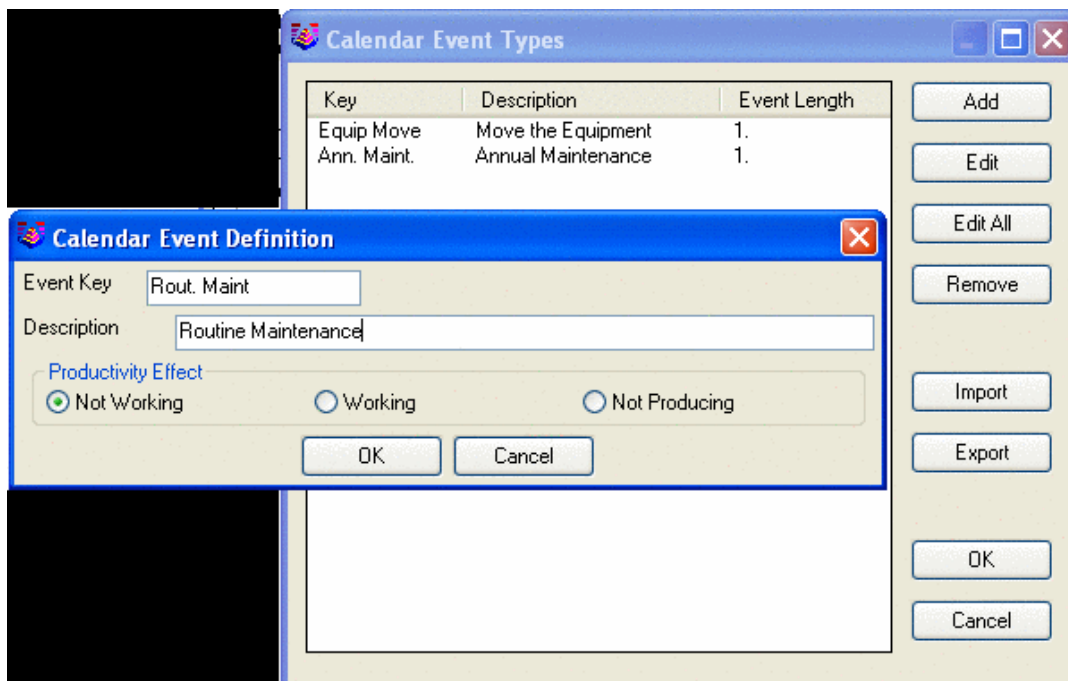 Calendar Event Types
Key Description Event Length
Equip Move Move the Equipment 1.
Ann. Maint. Annual Maintenance 1.
Add
Edit
Edit All
Remove
Import
Export
OK
Cancel
Calendar Event Definition
Event Key Rout. Maint
Description Routine Maintenance
Productivity Effect
Not Working Working Not Producing
OK Cancel